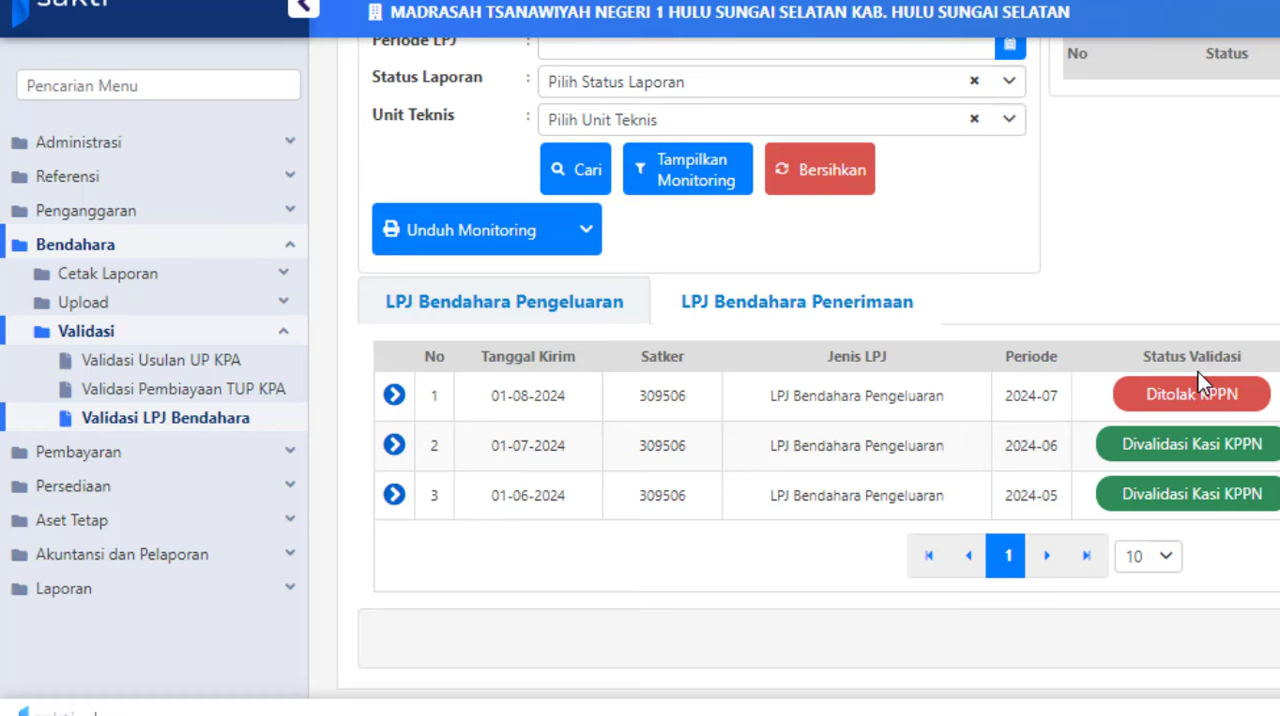 sakti
MADRASAH TSANAWIYAH NEGERI 1 HULU SUNGAI SELATAN KAB. HULU SUNGAI SELATAN
Pencarian Menu
Administrasi
Referensi
Penganggaran
Bendahara
Cetak Laporan
Upload
Validasi
Validasi Usulan UP KPA
Validasi Pembiayaan TUP KPA
Validasi LPJ Bendahara
Pembayaran
Persediaan
Aset Tetap
Akuntansi dan Pelaporan
Laporan
Periode LPJ :
Status Laporan : Pilih Status Laporan
Unit Teknis : Pilih Unit Teknis
Cari
Tampilkan
Monitoring
Bersihkan
Unduh Monitoring
No Status
LPJ Bendahara Pengeluaran LPJ Bendahara Penerimaan
No Tanggal Kirim Satker Jenis LPJ Periode Status Validasi
1 01-08-2024 309506 LPJ Bendahara Pengeluaran 2024-07 Ditolak KPPN
2 01-07-2024 309506 LPJ Bendahara Pengeluaran 2024-06 Divalidasi Kasi KPPN
3 01-06-2024 309506 LPJ Bendahara Pengeluaran 2024-05 Divalidasi Kasi KPPN
1 10